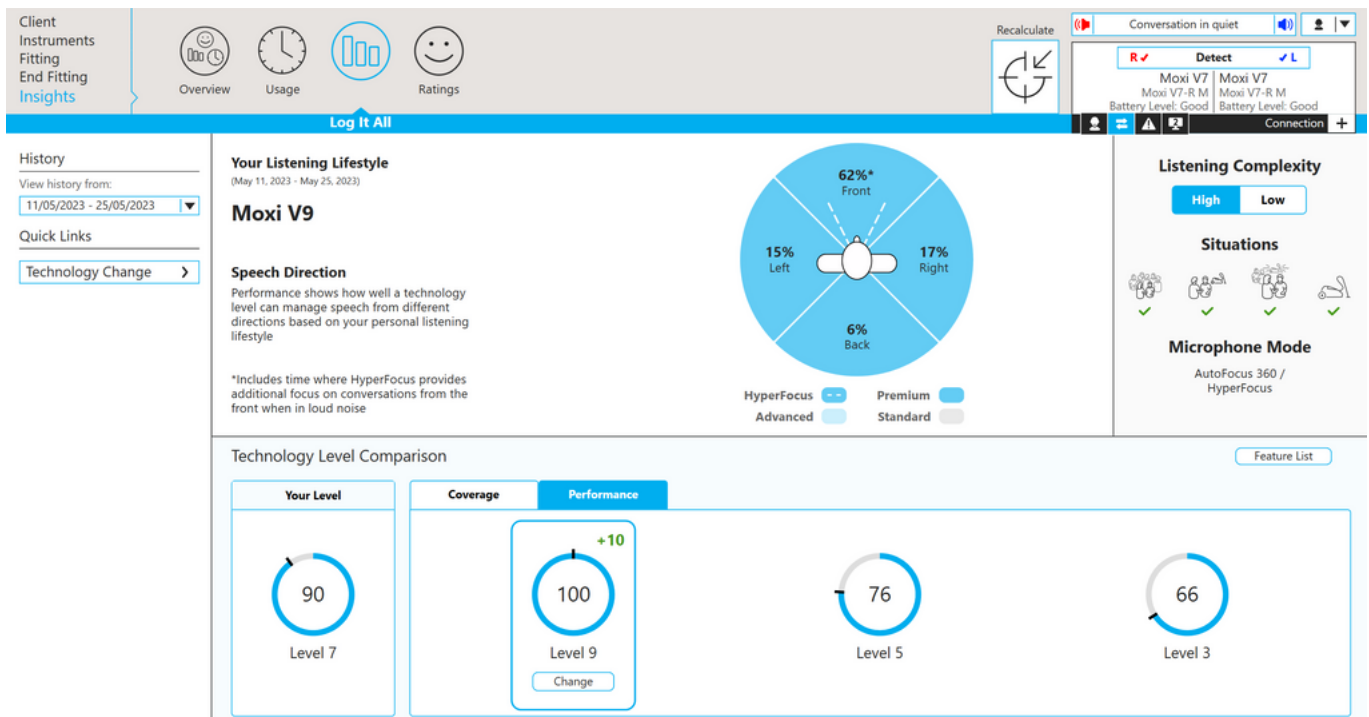 Client
Instruments
Fitting
End Fitting
Insights
Overview
Usage
Ratings
Log It All
Recalculate
Conversation in quiet
R✔ Detect ✔L
Moxi V7 Moxi V7
Moxi V7-R M Moxi V7-R M
Battery Level: Good Battery Level: Good
2
Connection +
History
View history from:
11/05/2023 - 25/05/2023
Quick Links
Technology Change
Your Listening Lifestyle
(May 11, 2023 - May 25, 2023)
Moxi V9
Speech Direction
Performance shows how well a technology
level can manage speech from different
directions based on your personal listening
lifestyle
*Includes time where HyperFocus provides
additional focus on conversations from the
front when in loud noise
62%*
Front
15%
Left
17%
Right
6%
Back
HyperFocus Premium
Advanced Standard
Listening Complexity
High Low
Situations
Microphone Mode
AutoFocus 360 /
HyperFocus
Technology Level Comparison
Feature List
Your Level
Coverage
Performance
90
Level 7
+10
100
Level 9
Change
76
Level 5
66
Level 3